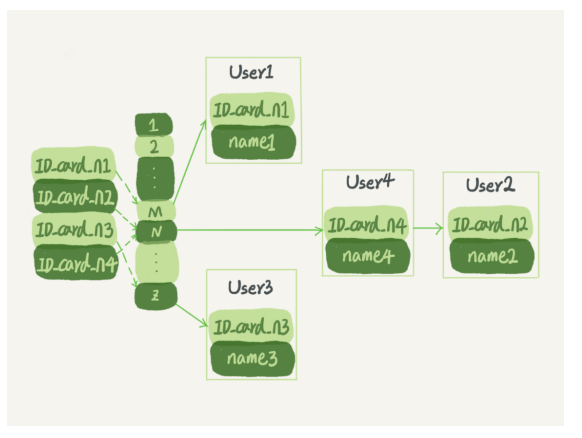 ID_card_n1
ID_card_n2
ID_card_n3
ID_card_n4
1
2
⋮
M
N
⋮
Z
User1
ID_card_n1
name1
User4
ID_card_n4
name4
User2
ID_card_n2
name2
User3
ID_card_n3
name3